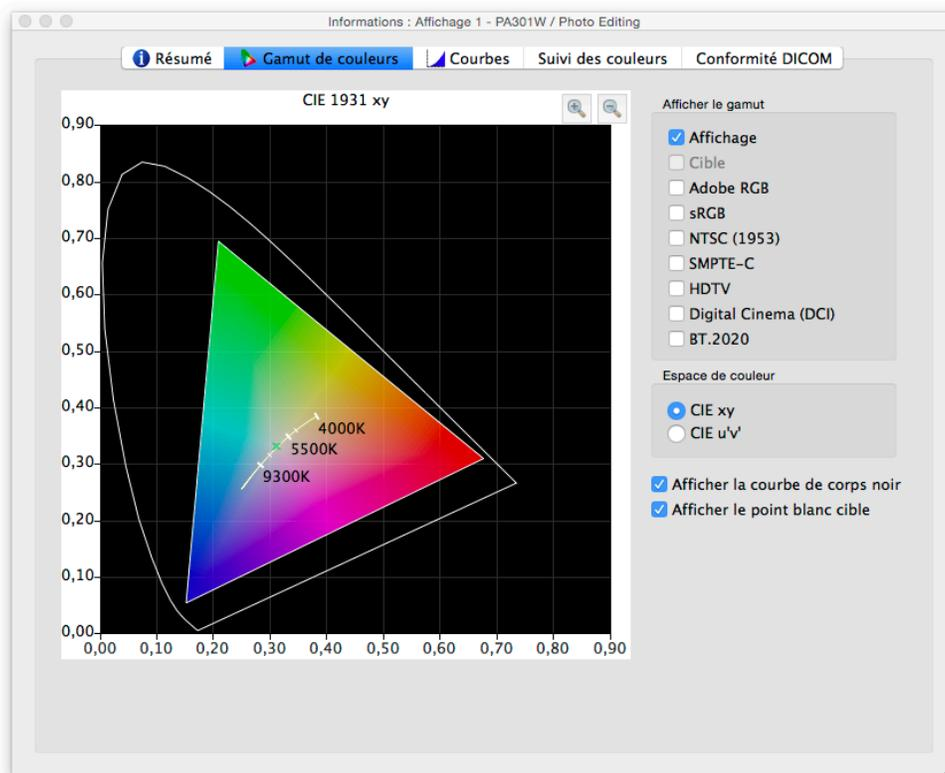 Informations : Affichage 1 - PA301W / Photo Editing
Résumé
Gamut de couleurs
Courbes
Suivi des couleurs
Conformité DICOM
CIE 1931 xy
0,90
0,80
0,70
0,60
0,50
0,40
0,30
0,20
0,10
0,00
4000K
5500K
9300K
0,00 0,10 0,20 0,30 0,40 0,50 0,60 0,70 0,80 0,90
Afficher le gamut
Affichage
Cible
Adobe RGB
sRGB
NTSC (1953)
SMPTE-C
HDTV
Digital Cinema (DCI)
BT.2020
Espace de couleur
CIE xy
CIE u'v'
Afficher la courbe de corps noir
Afficher le point blanc cible